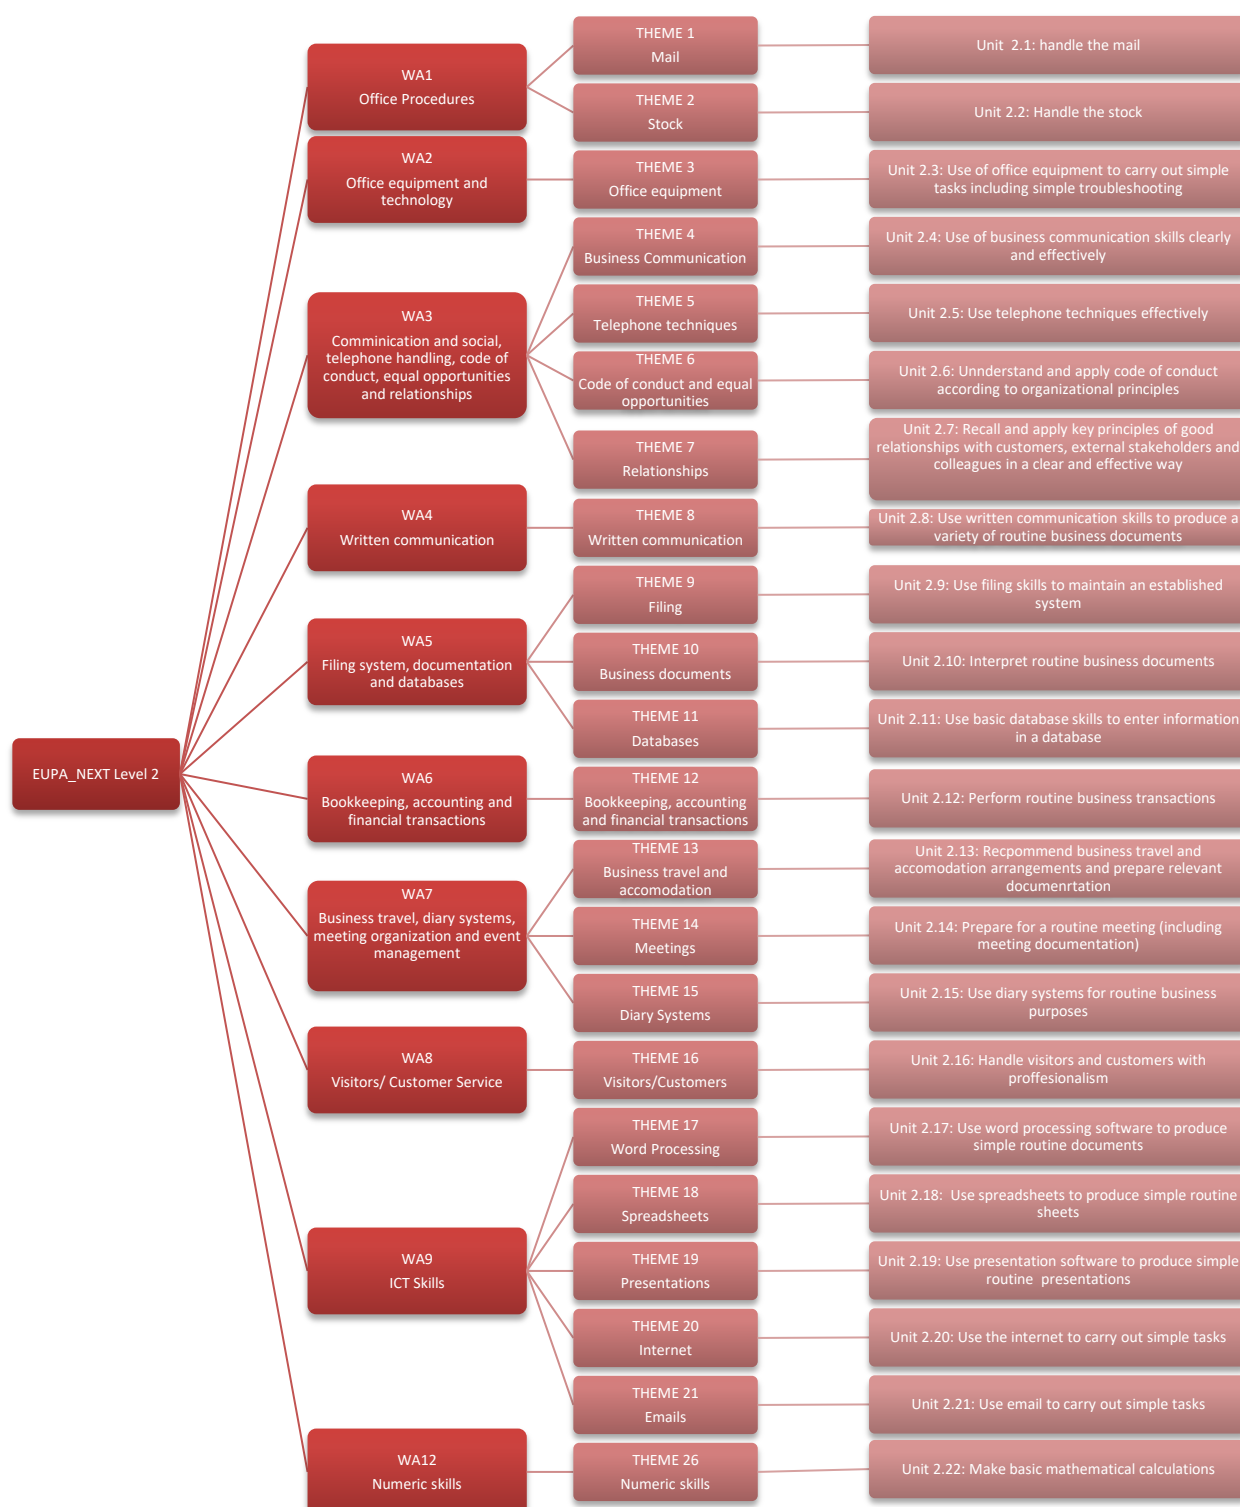 EUPA_NEXT Level 2
WA1
Office Procedures
THEME 1
Mail
Unit  2.1: handle the mail
THEME 2
Stock
Unit 2.2: Handle the stock
WA2
Office equipment and
technology
THEME 3
Office equipment
Unit 2.3: Use of office equipment to carry out simple
tasks including simple troubleshooting
WA3
Comminication and social,
telephone handling, code of
conduct, equal opportunities
and relationships
THEME 4
Business Communication
Unit 2.4: Use of business communication skills clearly
and effectively
THEME 5
Telephone techniques
Unit 2.5: Use telephone techniques effectively
THEME 6
Code of conduct and equal
opportunities
Unit 2.6: Unnderstand and apply code of conduct
according to organizational principles
THEME 7
Relationships
Unit 2.7: Recall and apply key principles of good
relationships with customers, external stakeholders and
colleagues in a clear and effective way
WA4
Written communication
THEME 8
Written communication
Unit 2.8: Use written communication skills to produce a
variety of routine business documents
WA5
Filing system, documentation
and databases
THEME 9
Filing
Unit 2.9: Use filing skills to maintain an established
system
THEME 10
Business documents
Unit 2.10: Interpret routine business documents
THEME 11
Databases
Unit 2.11: Use basic database skills to enter information
in a database
WA6
Bookkeeping, accounting and
financial transactions
THEME 12
Bookkeeping, accounting
and financial transactions
Unit 2.12: Perform routine business transactions
WA7
Business travel, diary systems,
meeting organization and event
management
THEME 13
Business travel and
accomodation
Unit 2.13: Recpommend business travel and
accomodation arrangements and prepare relevant
documenrtation
THEME 14
Meetings
Unit 2.14: Prepare for a routine meeting (including
meeting documentation)
THEME 15
Diary Systems
Unit 2.15: Use diary systems for routine business
purposes
WA8
Visitors/ Customer Service
THEME 16
Visitors/Customers
Unit 2.16: Handle visitors and customers with
proffesionalism
WA9
ICT Skills
THEME 17
Word Processing
Unit 2.17: Use word processing software to produce
simple routine documents
THEME 18
Spreadsheets
Unit 2.18:  Use spreadsheets to produce simple routine
sheets
THEME 19
Presentations
Unit 2.19: Use presentation software to produce simple
routine  presentations
THEME 20
Internet
Unit 2.20: Use the internet to carry out simple tasks
THEME 21
Emails
Unit 2.21: Use email to carry out simple tasks
WA12
Numeric skills
THEME 26
Numeric skills
Unit 2.22: Make basic mathematical calculations